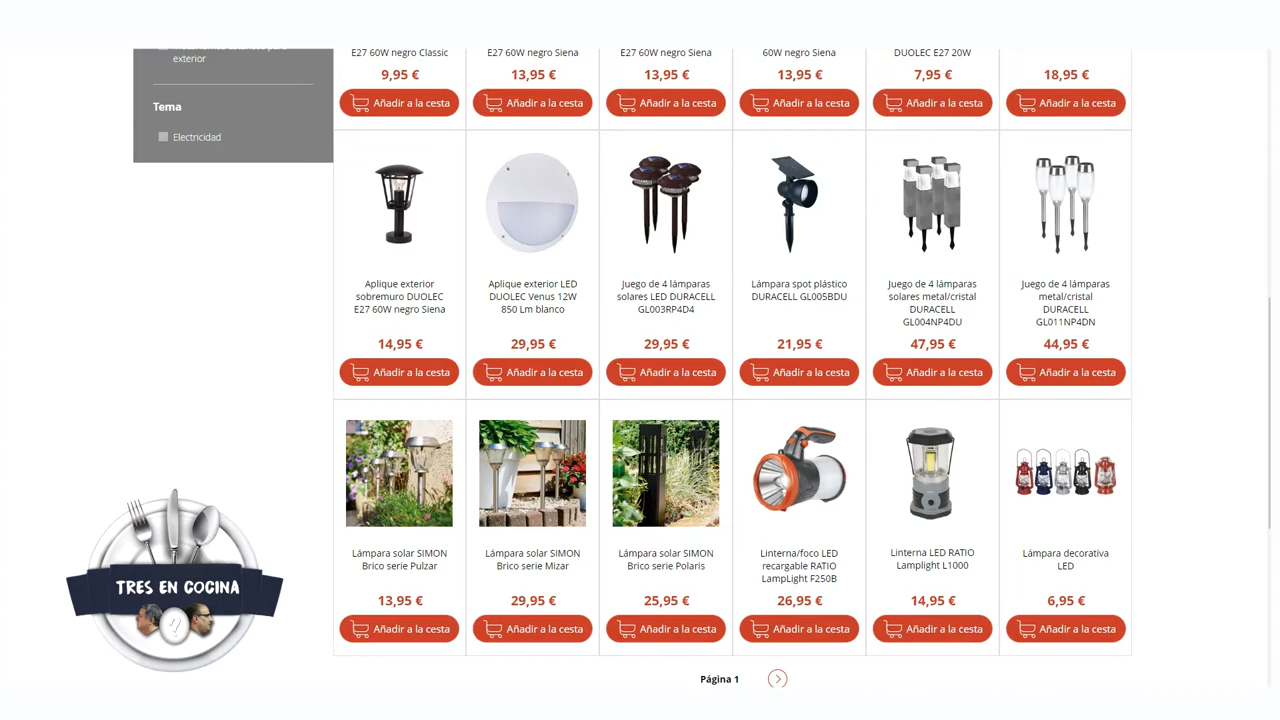 exterior
Tema
Electricidad
E27 60W negro Classic
9,95 €
Añadir a la cesta
E27 60W negro Siena
13,95 €
Añadir a la cesta
E27 60W negro Siena
13,95 €
Añadir a la cesta
60W negro Siena
13,95 €
Añadir a la cesta
DUOLEC E27 20W
7,95 €
Añadir a la cesta
18,95 €
Añadir a la cesta
Aplique exterior
sobremuro DUOLEC
E27 60W negro Siena
14,95 €
Añadir a la cesta
Aplique exterior LED
DUOLEC Venus 12W
850 Lm blanco
29,95 €
Añadir a la cesta
Juego de 4 lámparas
solares LED DURACELL
GL003RP4D4
29,95 €
Añadir a la cesta
Lámpara spot plástico
DURACELL GL005BDU
21,95 €
Añadir a la cesta
Juego de 4 lámparas
solares metal/cristal
DURACELL
GL004NP4DU
47,95 €
Añadir a la cesta
Juego de 4 lámparas
metal/cristal
DURACELL
GL011NP4DN
44,95 €
Añadir a la cesta
Lámpara solar SIMON
Brico serie Pulzar
13,95 €
Añadir a la cesta
Lámpara solar SIMON
Brico serie Mizar
29,95 €
Añadir a la cesta
Lámpara solar SIMON
Brico serie Polaris
25,95 €
Añadir a la cesta
Linterna/foco LED
recargable RATIO
LampLight F250B
26,95 €
Añadir a la cesta
Linterna LED RATIO
Lamplight L1000
14,95 €
Añadir a la cesta
Lámpara decorativa
LED
6,95 €
Añadir a la cesta
TRES EN COCINA
?
Página 1